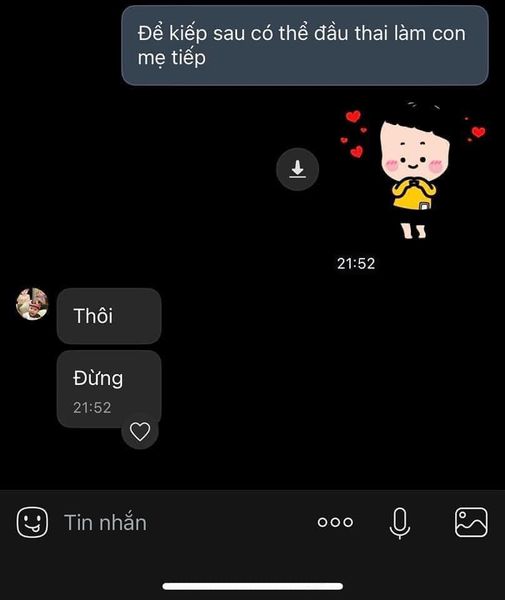 Để kiếp sau có thể đầu thai làm con
mẹ tiếp
21:52
Thôi
Đừng
21:52
Tin nhắn